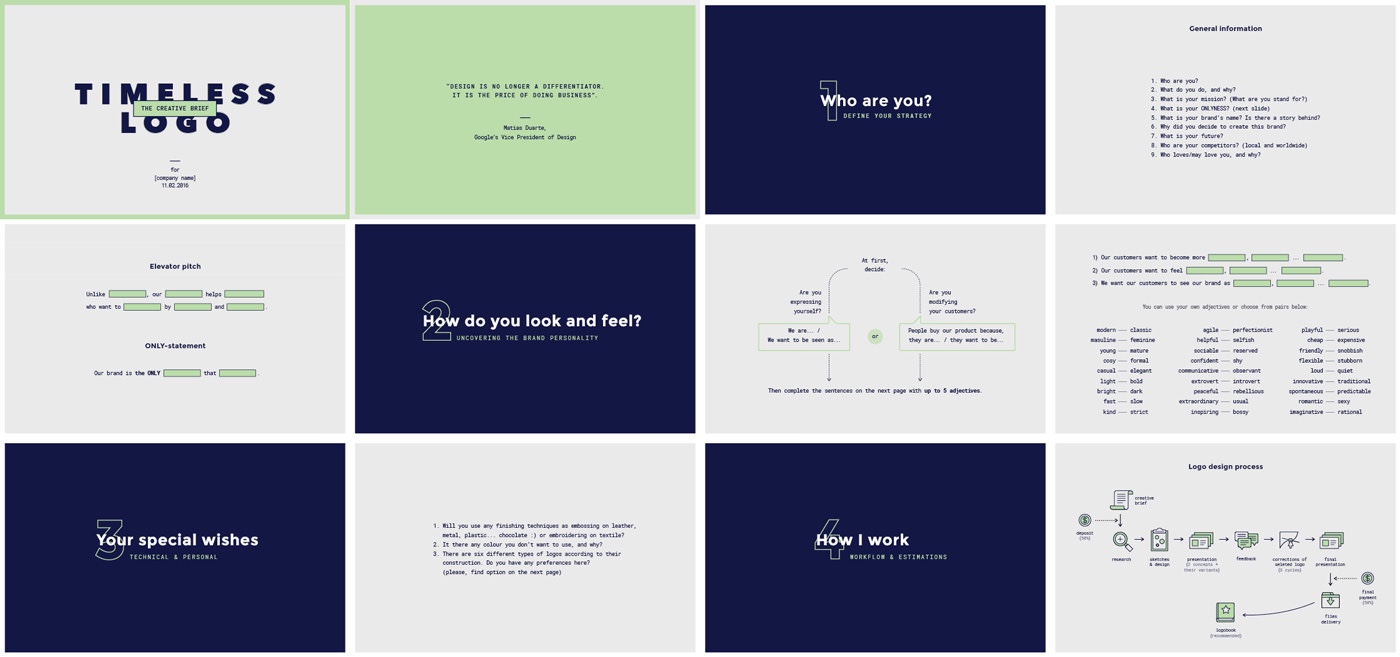 TIMELESS
THE CREATIVE BRIEF
LOGO
for
[company name]
11.02.2016
"DESIGN IS NO LONGER A DIFFERENTIATOR.
IT IS THE PRICE OF DOING BUSINESS".
Matias Duarte,
Google's Vice President of Design
1
Who are you?
DEFINE YOUR STRATEGY
General information
1. Who are you?
2. What do you do, and why?
3. What is your mission? (What are you stand for?)
4. What is your ONLYNESS? (next slide)
5. What is your brand's name? Is there a story behind?
6. Why did you decide to create this brand?
7. What is your future?
8. Who are your competitors? (local and worldwide)
9. Who loves/may love you, and why?
Elevator pitch
Unlike , our helps
who want to by and .
ONLY-statement
Our brand is the ONLY that .
2
How do you look and feel?
UNCOVERING THE BRAND PERSONALITY
At first,
decide:
Are you
expressing
yourself?
Are you
modifying
your customers?
We are... /
We want to be seen as...
or
People buy our product because,
they are... / they want to be...
Then complete the sentences on the next page with up to 5 adjectives.
1) Our customers want to become more , ... .
2) Our customers want to feel , ... .
3) We want our customers to see our brand as , ... .
You can use your own adjectives or choose from pairs below:
modern — classic agile — perfectionist playful — serious
masuline — feminine helpful — selfish cheap — expensive
young — mature sociable — reserved friendly — snobbish
cosy — formal confident — shy flexible — stubborn
casual — elegant communicative — observant loud — quiet
light — bold extrovert — introvert innovative — traditional
bright — dark peaceful — rebellious spontaneous — predictable
fast — slow extraordinary — usual romantic — sexy
kind — strict inspiring — bossy imaginative — rational
3
Your special wishes
TECHNICAL & PERSONAL
1. Will you use any finishing techniques as embossing on leather,
metal, plastic... chocolate :) or embroidering on textile?
2. It there any colour you don't want to use, and why?
3. There are six different types of logos according to their
construction. Do you have any preferences here?
(please, find option on the next page)
4
How I work
WORKFLOW & ESTIMATIONS
Logo design process
creative
brief
$
deposit
(50%)
research
sketches
& design
presentation
(2 concepts +
their variants)
feedback
corrections of
seleted logo
(3 cycles)
final
presentation
$
final
payment
(50%)
files
delivery
logobook
(recommended)